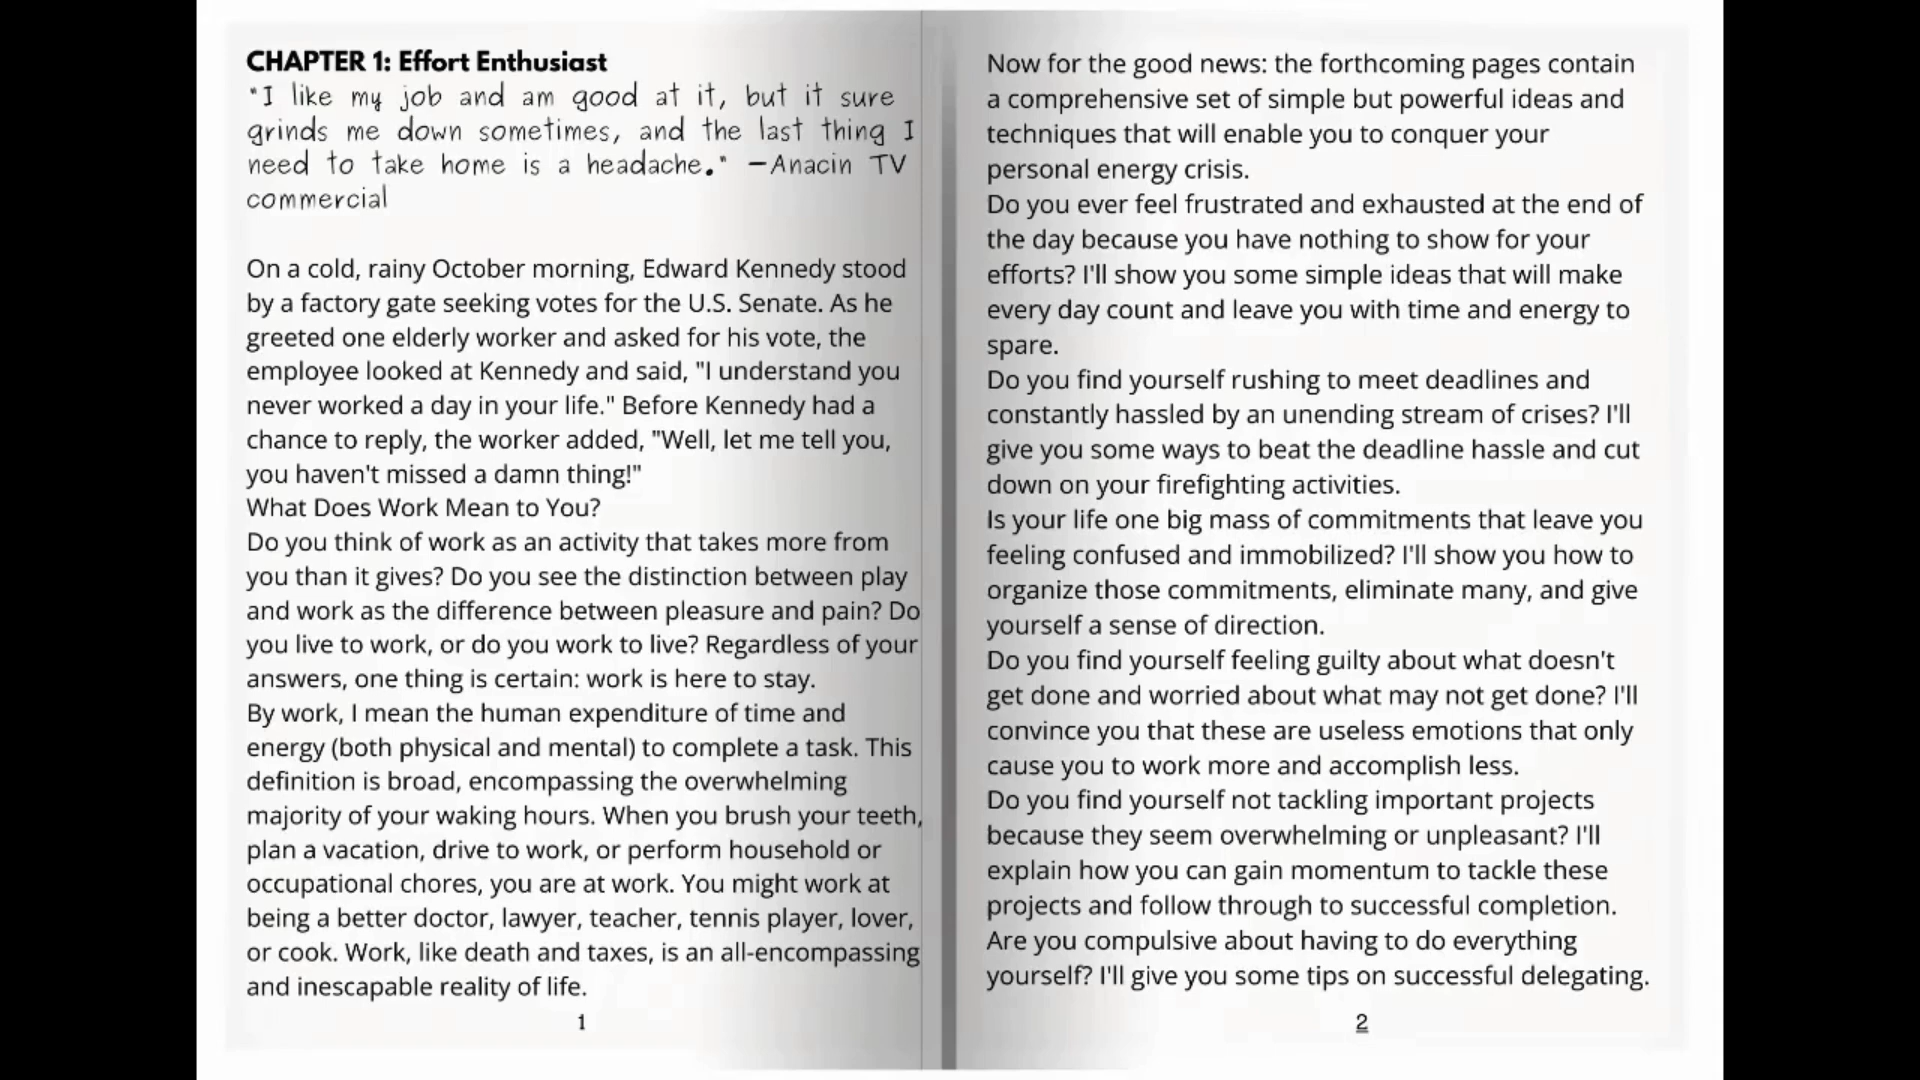 CHAPTER 1: Effort Enthusiast
"I like my job and am good at it, but it sure
grinds me down sometimes, and the last thing I
need to take home is a headache." —Anacin TV
commercial
On a cold, rainy October morning, Edward Kennedy stood
by a factory gate seeking votes for the U.S. Senate. As he
greeted one elderly worker and asked for his vote, the
employee looked at Kennedy and said, "I understand you
never worked a day in your life." Before Kennedy had a
chance to reply, the worker added, "Well, let me tell you,
you haven't missed a damn thing!"
What Does Work Mean to You?
Do you think of work as an activity that takes more from
you than it gives? Do you see the distinction between play
and work as the difference between pleasure and pain? Do
you live to work, or do you work to live? Regardless of your
answers, one thing is certain: work is here to stay.
By work, I mean the human expenditure of time and
energy (both physical and mental) to complete a task. This
definition is broad, encompassing the overwhelming
majority of your waking hours. When you brush your teeth,
plan a vacation, drive to work, or perform household or
occupational chores, you are at work. You might work at
being a better doctor, lawyer, teacher, tennis player, lover,
or cook. Work, like death and taxes, is an all-encompassing
and inescapable reality of life.
1
Now for the good news: the forthcoming pages contain
a comprehensive set of simple but powerful ideas and
techniques that will enable you to conquer your
personal energy crisis.
Do you ever feel frustrated and exhausted at the end of
the day because you have nothing to show for your
efforts? I'll show you some simple ideas that will make
every day count and leave you with time and energy to
spare.
Do you find yourself rushing to meet deadlines and
constantly hassled by an unending stream of crises? I'll
give you some ways to beat the deadline hassle and cut
down on your firefighting activities.
Is your life one big mass of commitments that leave you
feeling confused and immobilized? I'll show you how to
organize those commitments, eliminate many, and give
yourself a sense of direction.
Do you find yourself feeling guilty about what doesn't
get done and worried about what may not get done? I'll
convince you that these are useless emotions that only
cause you to work more and accomplish less.
Do you find yourself not tackling important projects
because they seem overwhelming or unpleasant? I'll
explain how you can gain momentum to tackle these
projects and follow through to successful completion.
Are you compulsive about having to do everything
yourself? I'll give you some tips on successful delegating.
2